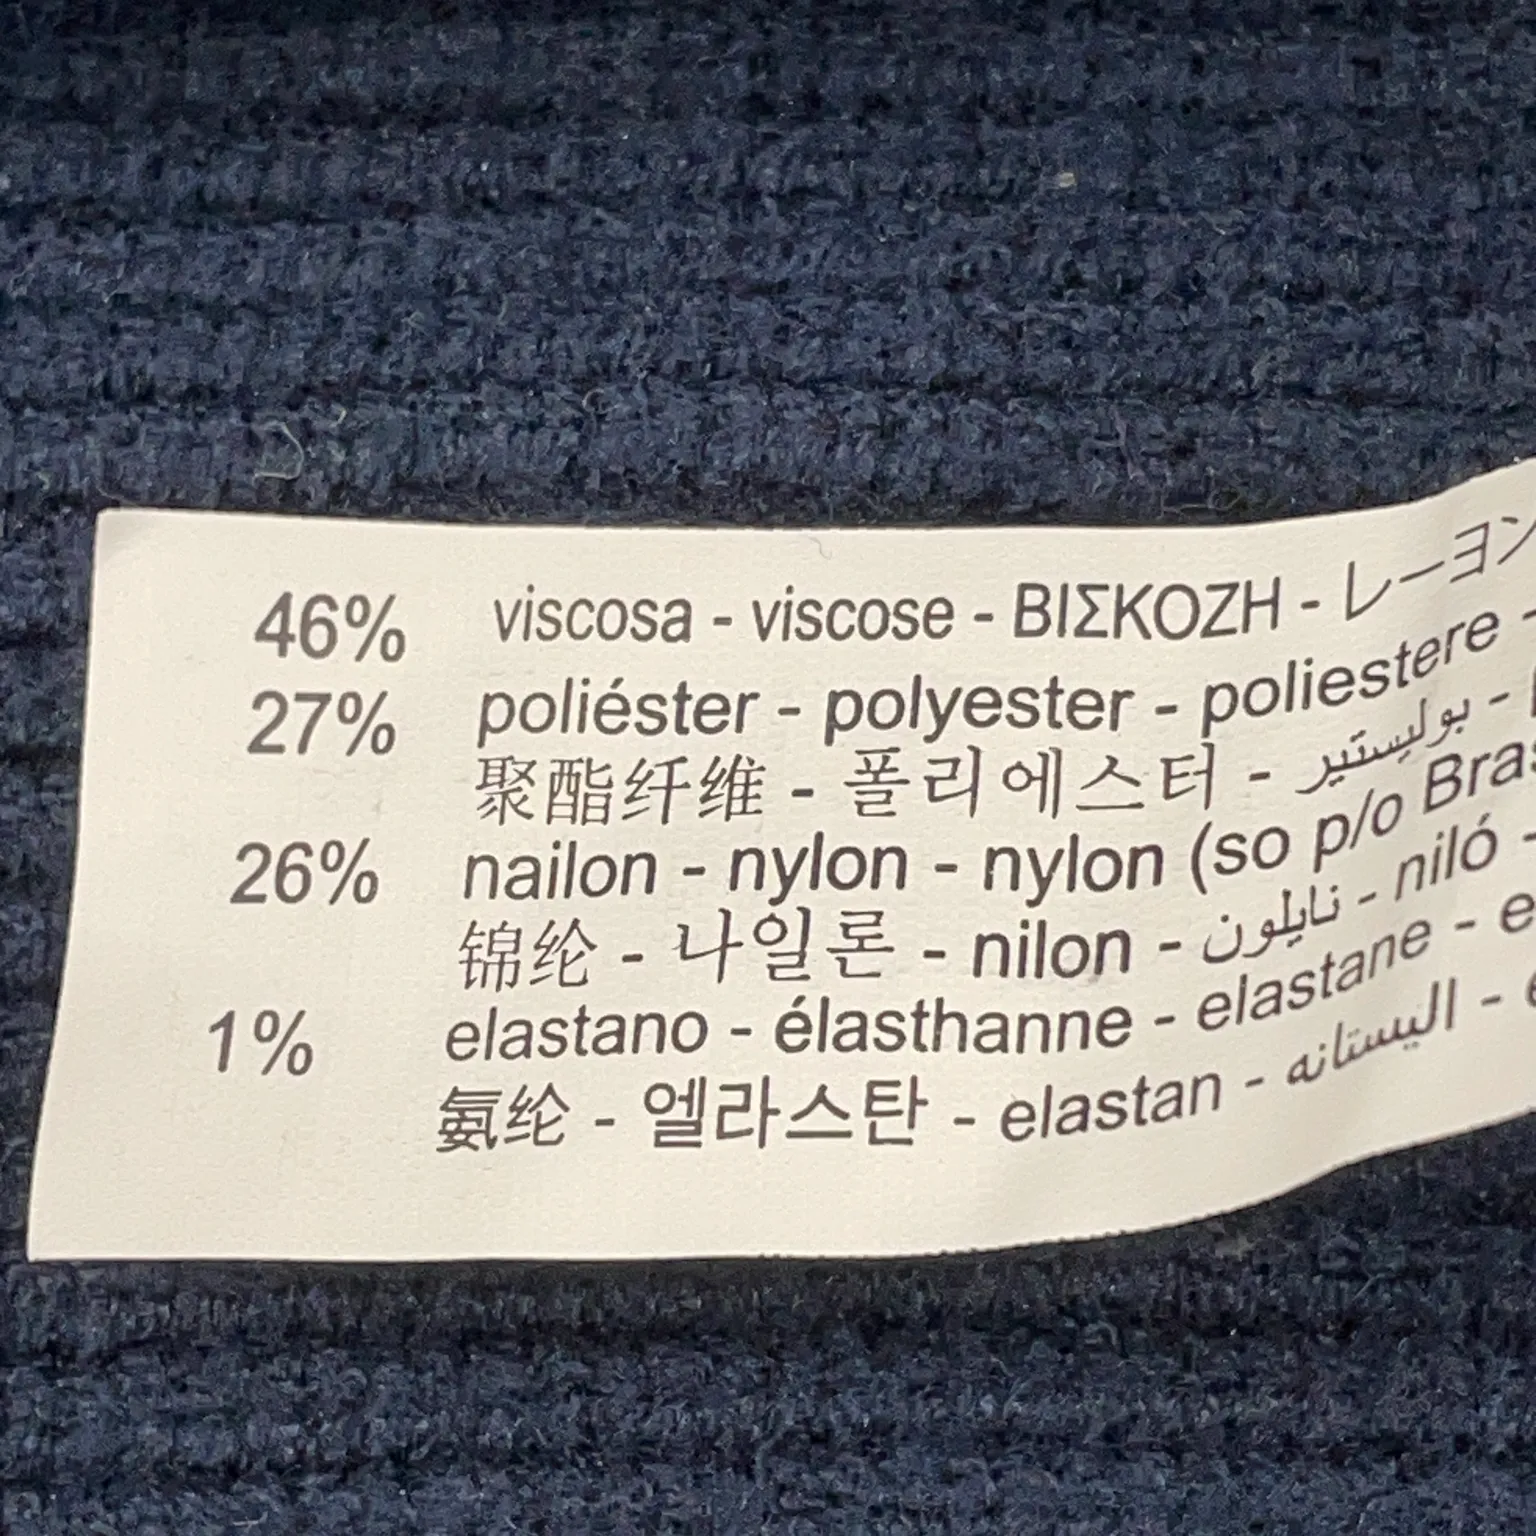 46% viscosa - viscose - ΒΙΣΚΟΖΗ - レーヨン
27% poliéster - polyester - poliestere -
聚酯纤维 - 폴리에스터 - بوليستير -
26% nailon - nylon - nylon (so p/o Bras
锦纶 - 나일론 - nilon - نايلون - niló -
1% elastano - élasthanne - elastane - e
氨纶 - 엘라스탄 - elastan - اليستانه -